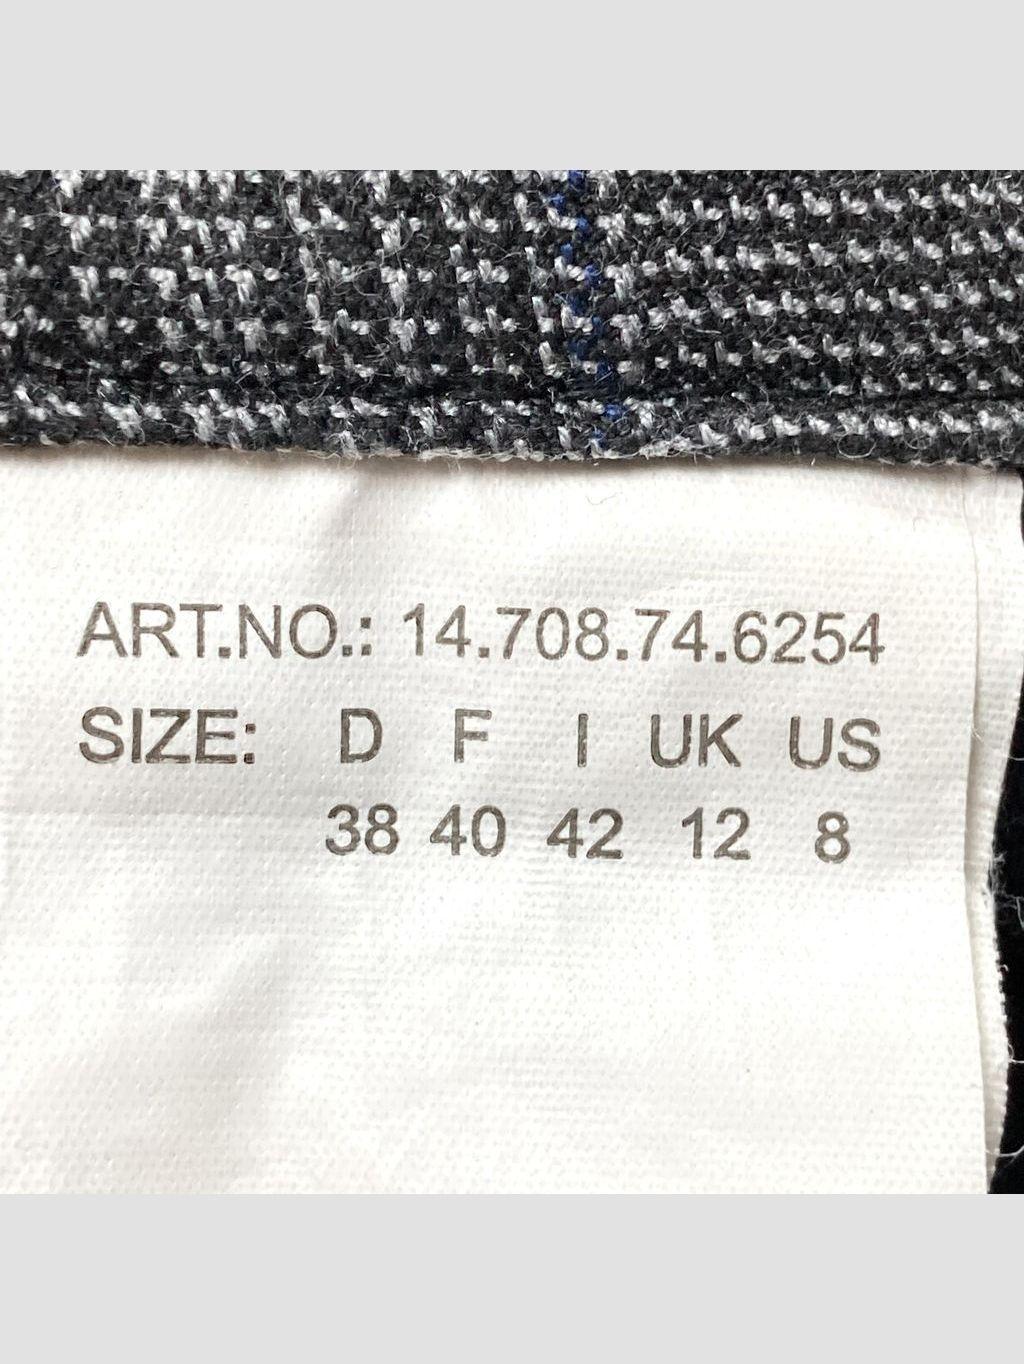 ART.NO.: 14.708.74.6254
SIZE: D F I UK US
38 40 42 12 8